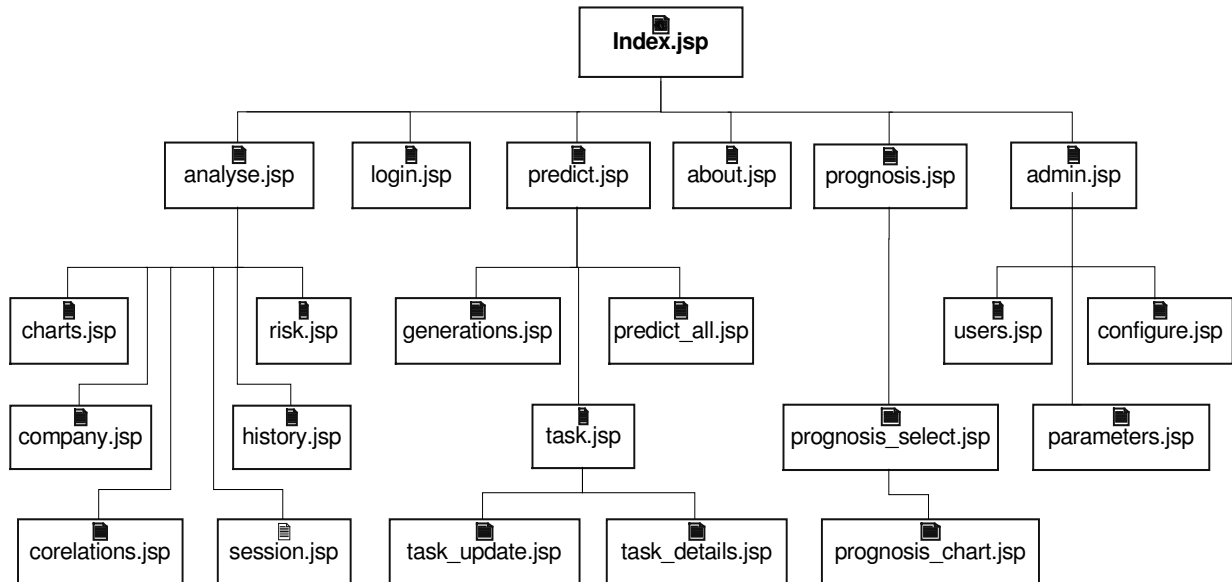 Index.jsp
analyse.jsp
login.jsp
predict.jsp
about.jsp
prognosis.jsp
admin.jsp
charts.jsp
risk.jsp
generations.jsp
predict_all.jsp
users.jsp
configure.jsp
company.jsp
history.jsp
task.jsp
prognosis_select.jsp
parameters.jsp
corelations.jsp
session.jsp
task_update.jsp
task_details.jsp
prognosis_chart.jsp